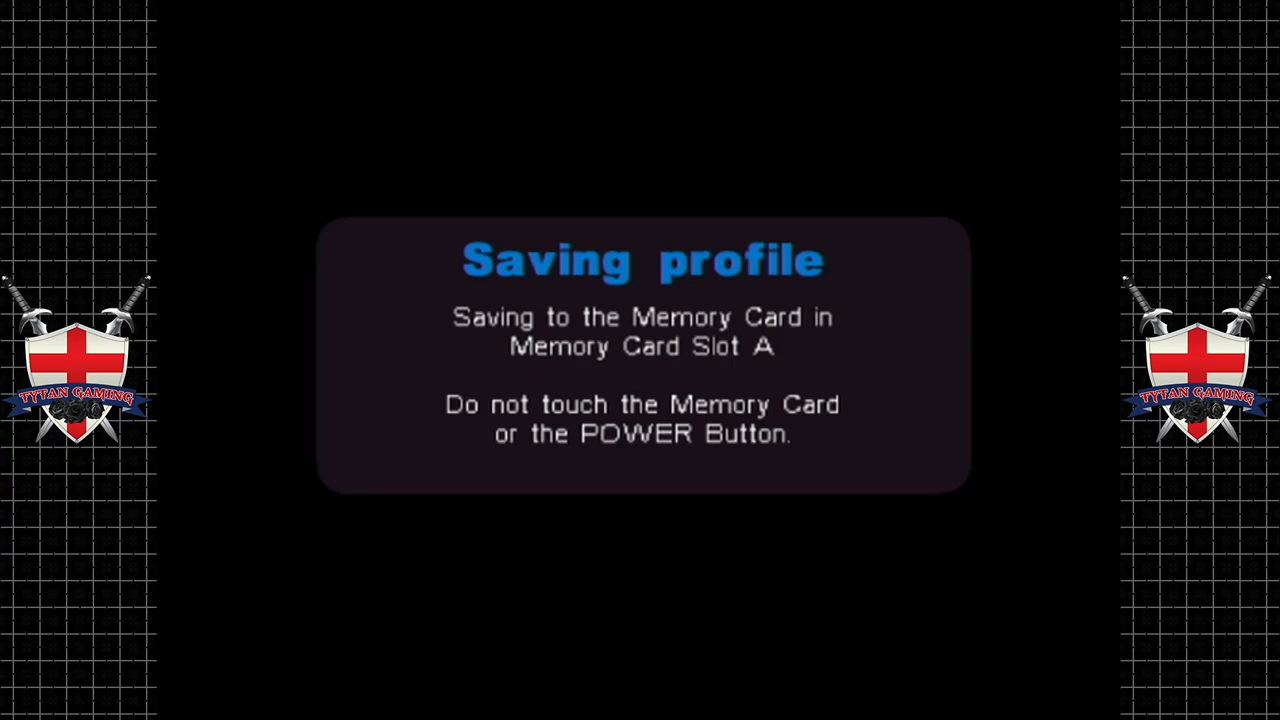 Saving profile
Saving to the Memory Card in
Memory Card Slot A
Do not touch the Memory Card
or the POWER Button.
TYTAN GAMING
TYTAN GAMING